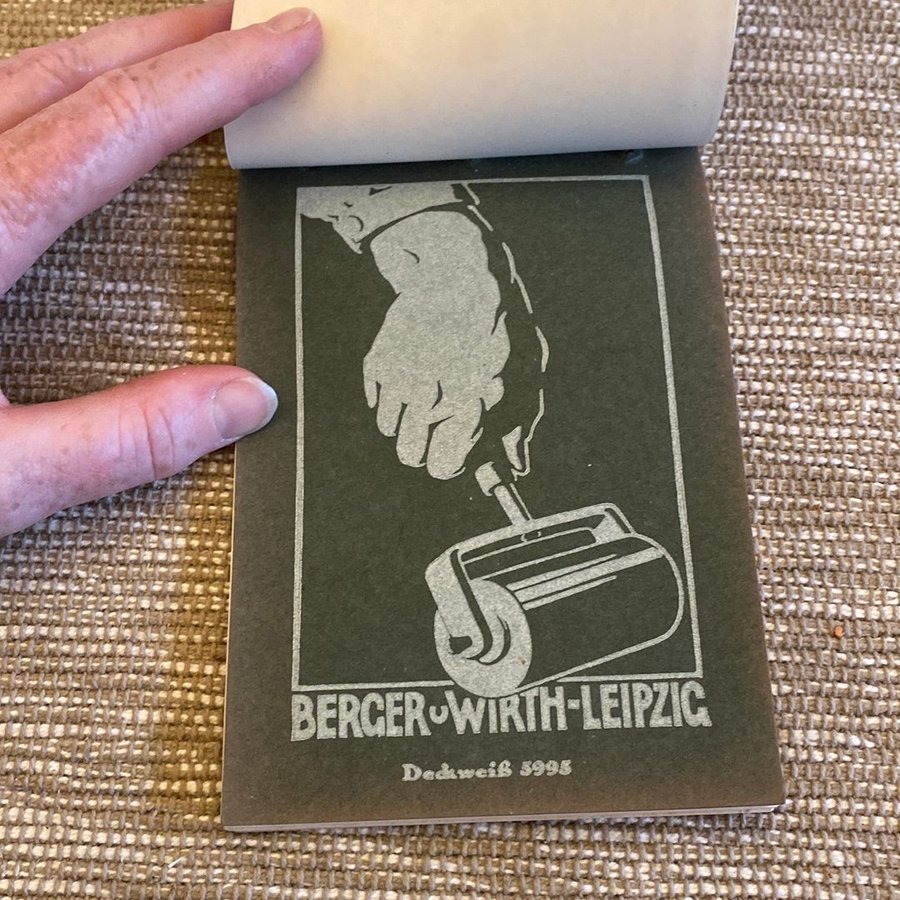 BERGER u WIRTH-LEIPZIG
Deckweiß 5995